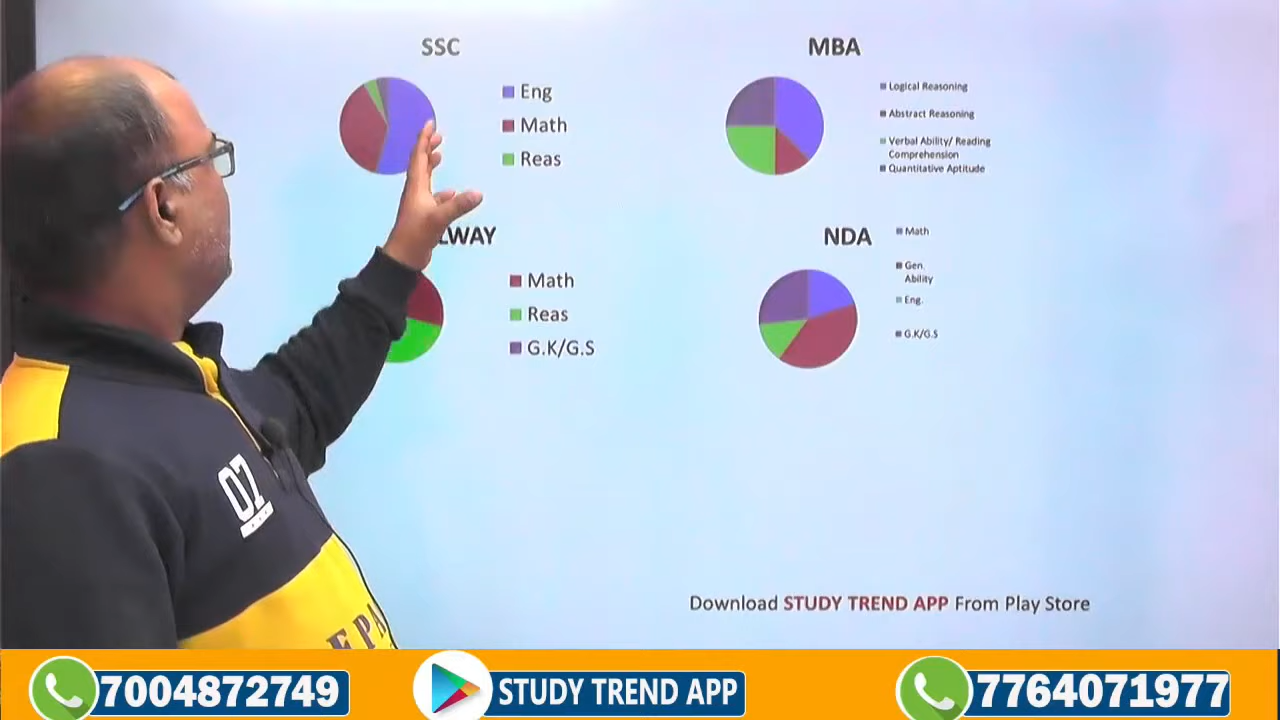 SSC
Eng
Math
Reas
MBA
Logical Reasoning
Abstract Reasoning
Verbal Ability/ Reading
Comprehension
Quantitative Aptitude
LWAY
Math
Reas
G.K/G.S
NDA
Math
Gen.
Ability
Eng.
G.K/G.S
07
Download STUDY TREND APP From Play Store
7004872749
STUDY TREND APP
7764071977